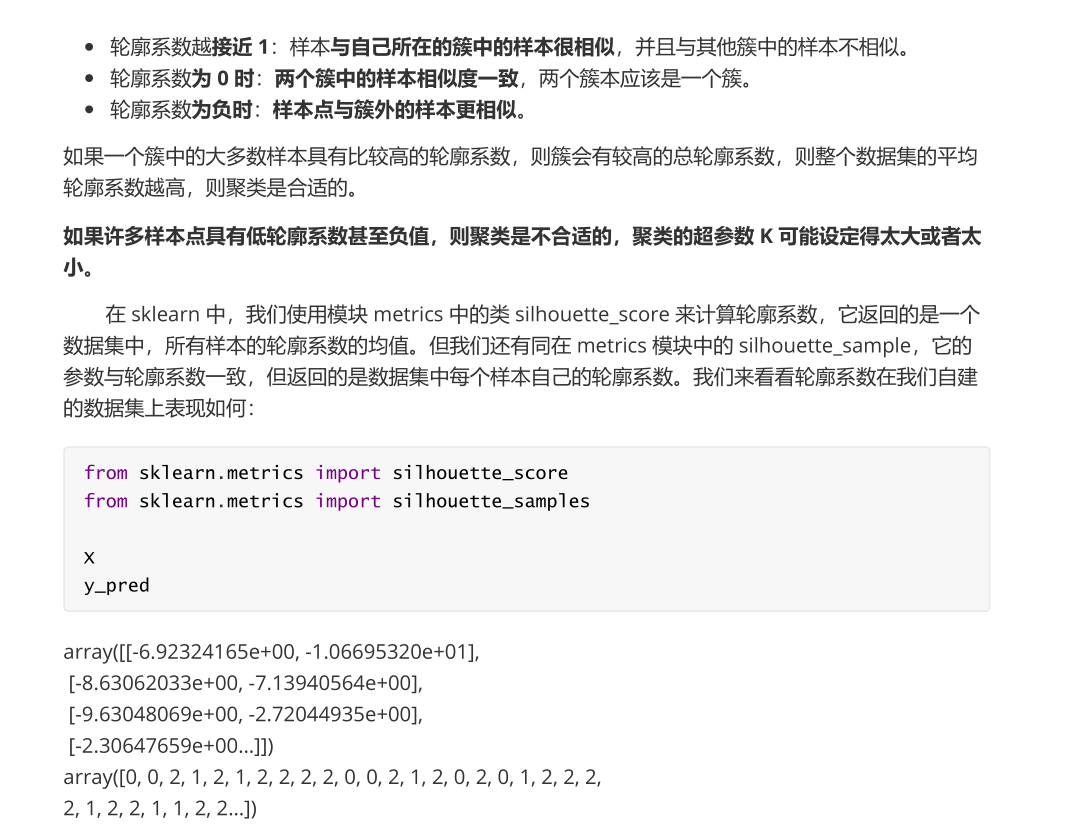 • 轮廓系数越接近 1：样本与自己所在的簇中的样本很相似，并且与其他簇中的样本不相似。
• 轮廓系数为 0 时：两个簇中的样本相似度一致，两个簇本应该是一个簇。
• 轮廓系数为负时：样本点与簇外的样本更相似。
如果一个簇中的大多数样本具有比较高的轮廓系数，则簇会有较高的总轮廓系数，则整个数据集的平均
轮廓系数越高，则聚类是合适的。
如果许多样本点具有低轮廓系数甚至负值，则聚类是不合适的，聚类的超参数 K 可能设定得太大或者太
小。
在 sklearn 中，我们使用模块 metrics 中的类 silhouette_score 来计算轮廓系数，它返回的是一个
数据集中，所有样本的轮廓系数的均值。但我们还有同在 metrics 模块中的 silhouette_sample，它的
参数与轮廓系数一致，但返回的是数据集中每个样本自己的轮廓系数。我们来看看轮廓系数在我们自建
的数据集上表现如何：
from sklearn.metrics import silhouette_score
from sklearn.metrics import silhouette_samples
X
y_pred
array([[-6.92324165e+00, -1.06695320e+01],
[-8.63062033e+00, -7.13940564e+00],
[-9.63048069e+00, -2.72044935e+00],
[-2.30647659e+00...]])
array([0, 0, 2, 1, 2, 1, 2, 2, 2, 2, 0, 0, 2, 1, 2, 0, 2, 0, 1, 2, 2, 2,
2, 1, 2, 2, 1, 1, 2, 2...])